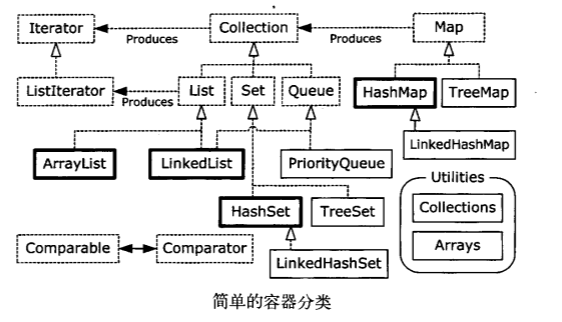 Iterator
Collection
Map
Produces
Produces
ListIterator
Produces
List
Set
Queue
HashMap
TreeMap
ArrayList
LinkedList
PriorityQueue
LinkedHashMap
Utilities
Collections
Arrays
HashSet
TreeSet
Comparable
Comparator
LinkedHashSet
简单的容器分类